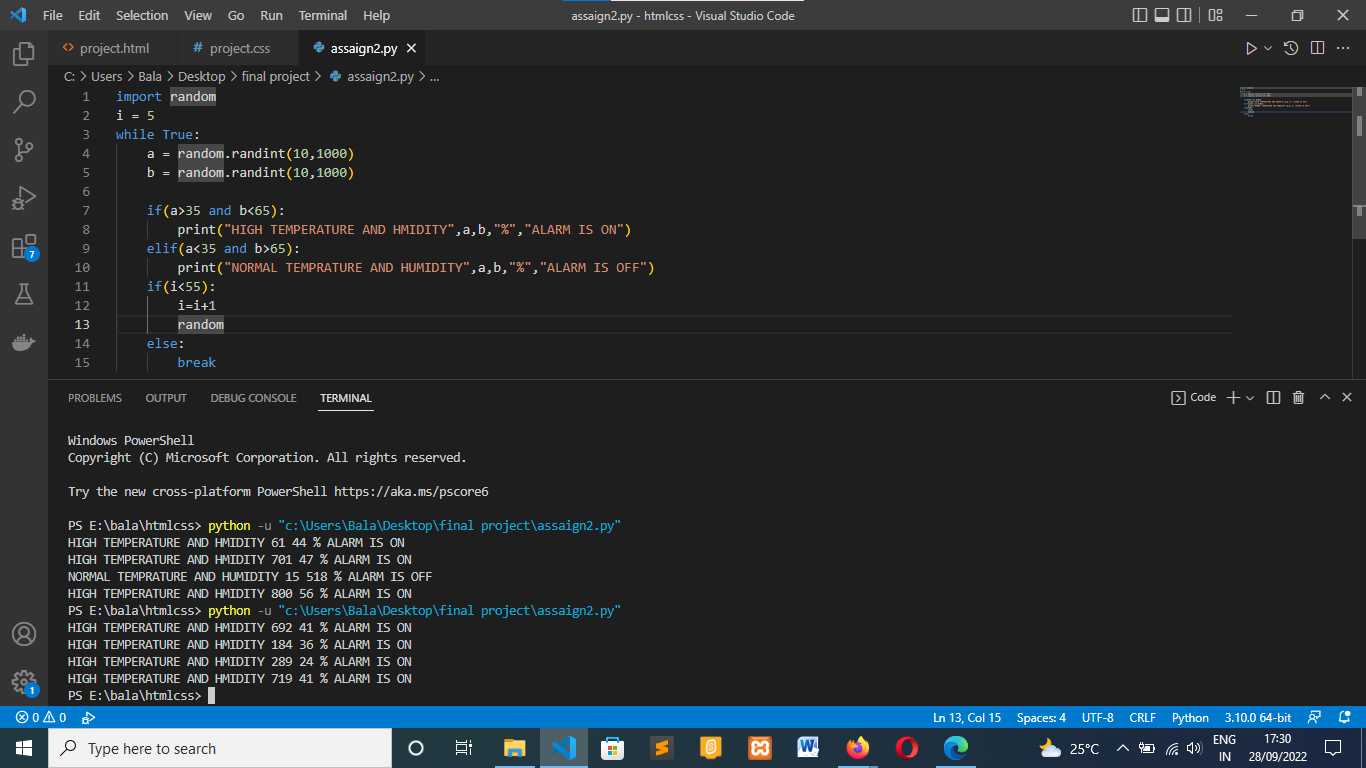 File Edit Selection View Go Run Terminal Help assaign2.py - htmlcss - Visual Studio Code
project.html # project.css assaign2.py
C: > Users > Bala > Desktop > final project > assaign2.py > ...
1 import random
2 i = 5
3 while True:
4 a = random.randint(10,1000)
5 b = random.randint(10,1000)
6
7 if(a>35 and b<65):
8 print("HIGH TEMPERATURE AND HMIDITY",a,b,"%","ALARM IS ON")
9 elif(a<35 and b>65):
10 print("NORMAL TEMPRATURE AND HUMIDITY",a,b,"%","ALARM IS OFF")
11 if(i<55):
12 i=i+1
13 random
14 else:
15 break
7
PROBLEMS OUTPUT DEBUG CONSOLE TERMINAL Code
Windows PowerShell
Copyright (C) Microsoft Corporation. All rights reserved.
Try the new cross-platform PowerShell https://aka.ms/pscore6
PS E:\bala\htmlcss> python -u "c:\Users\Bala\Desktop\final project\assaign2.py"
HIGH TEMPERATURE AND HMIDITY 61 44 % ALARM IS ON
HIGH TEMPERATURE AND HMIDITY 701 47 % ALARM IS ON
NORMAL TEMPRATURE AND HUMIDITY 15 518 % ALARM IS OFF
HIGH TEMPERATURE AND HMIDITY 800 56 % ALARM IS ON
PS E:\bala\htmlcss> python -u "c:\Users\Bala\Desktop\final project\assaign2.py"
HIGH TEMPERATURE AND HMIDITY 692 41 % ALARM IS ON
HIGH TEMPERATURE AND HMIDITY 184 36 % ALARM IS ON
HIGH TEMPERATURE AND HMIDITY 289 24 % ALARM IS ON
HIGH TEMPERATURE AND HMIDITY 719 41 % ALARM IS ON
PS E:\bala\htmlcss>
1
0 0 Ln 13, Col 15 Spaces: 4 UTF-8 CRLF Python 3.10.0 64-bit
Type here to search 25°C ENG IN 17:30 28/09/2022